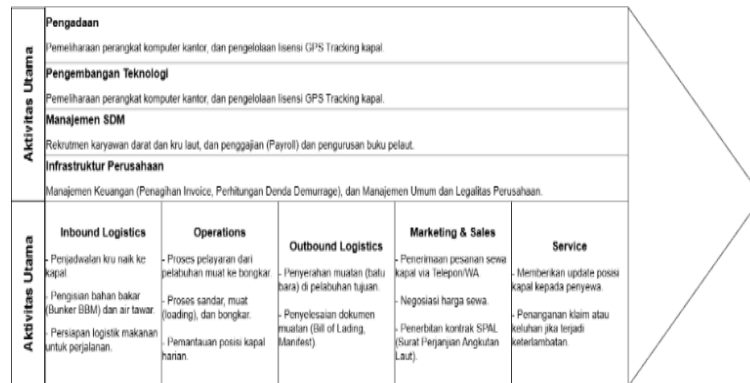 Aktivitas Utama
Pengadaan
Pemeliharaan perangkat komputer kantor, dan pengelolaan lisensi GPS Tracking kapal.
Pengembangan Teknologi
Pemeliharaan perangkat komputer kantor, dan pengelolaan lisensi GPS Tracking kapal.
Manajemen SDM
Rekrutmen karyawan darat dan kru laut, dan penggajian (Payroll) dan pengurusan buku pelaut.
Infrastruktur Perusahaan
Manajemen Keuangan (Penagihan Invoice, Perhitungan Denda Demurrage), dan Manajemen Umum dan Legalitas Perusahaan.
Aktivitas Utama
Inbound Logistics
- Penjadwalan kru naik ke
kapal.
- Pengisian bahan bakar
(Bunker BBM) dan air tawar.
- Persiapan logistik makanan
untuk perjalanan.
Operations
- Proses pelayaran dari
pelabuhan muat ke bongkar.
- Proses sandar, muat
(loading), dan bongkar.
- Pemantauan posisi kapal
harian.
Outbound Logistics
- Penyerahan muatan (batu
bara) di pelabuhan tujuan.
- Penyelesaian dokumen
muatan (Bill of Lading,
Manifest).
Marketing & Sales
- Penerimaan pesanan sewa
kapal via Telepon/WA.
- Negosiasi harga sewa.
- Penerbitan kontrak SPAL
(Surat Perjanjian Angkutan
Laut).
Service
- Memberikan update posisi
kapal kepada penyewa.
- Penanganan klaim atau
keluhan jika terjadi
keterlambatan.